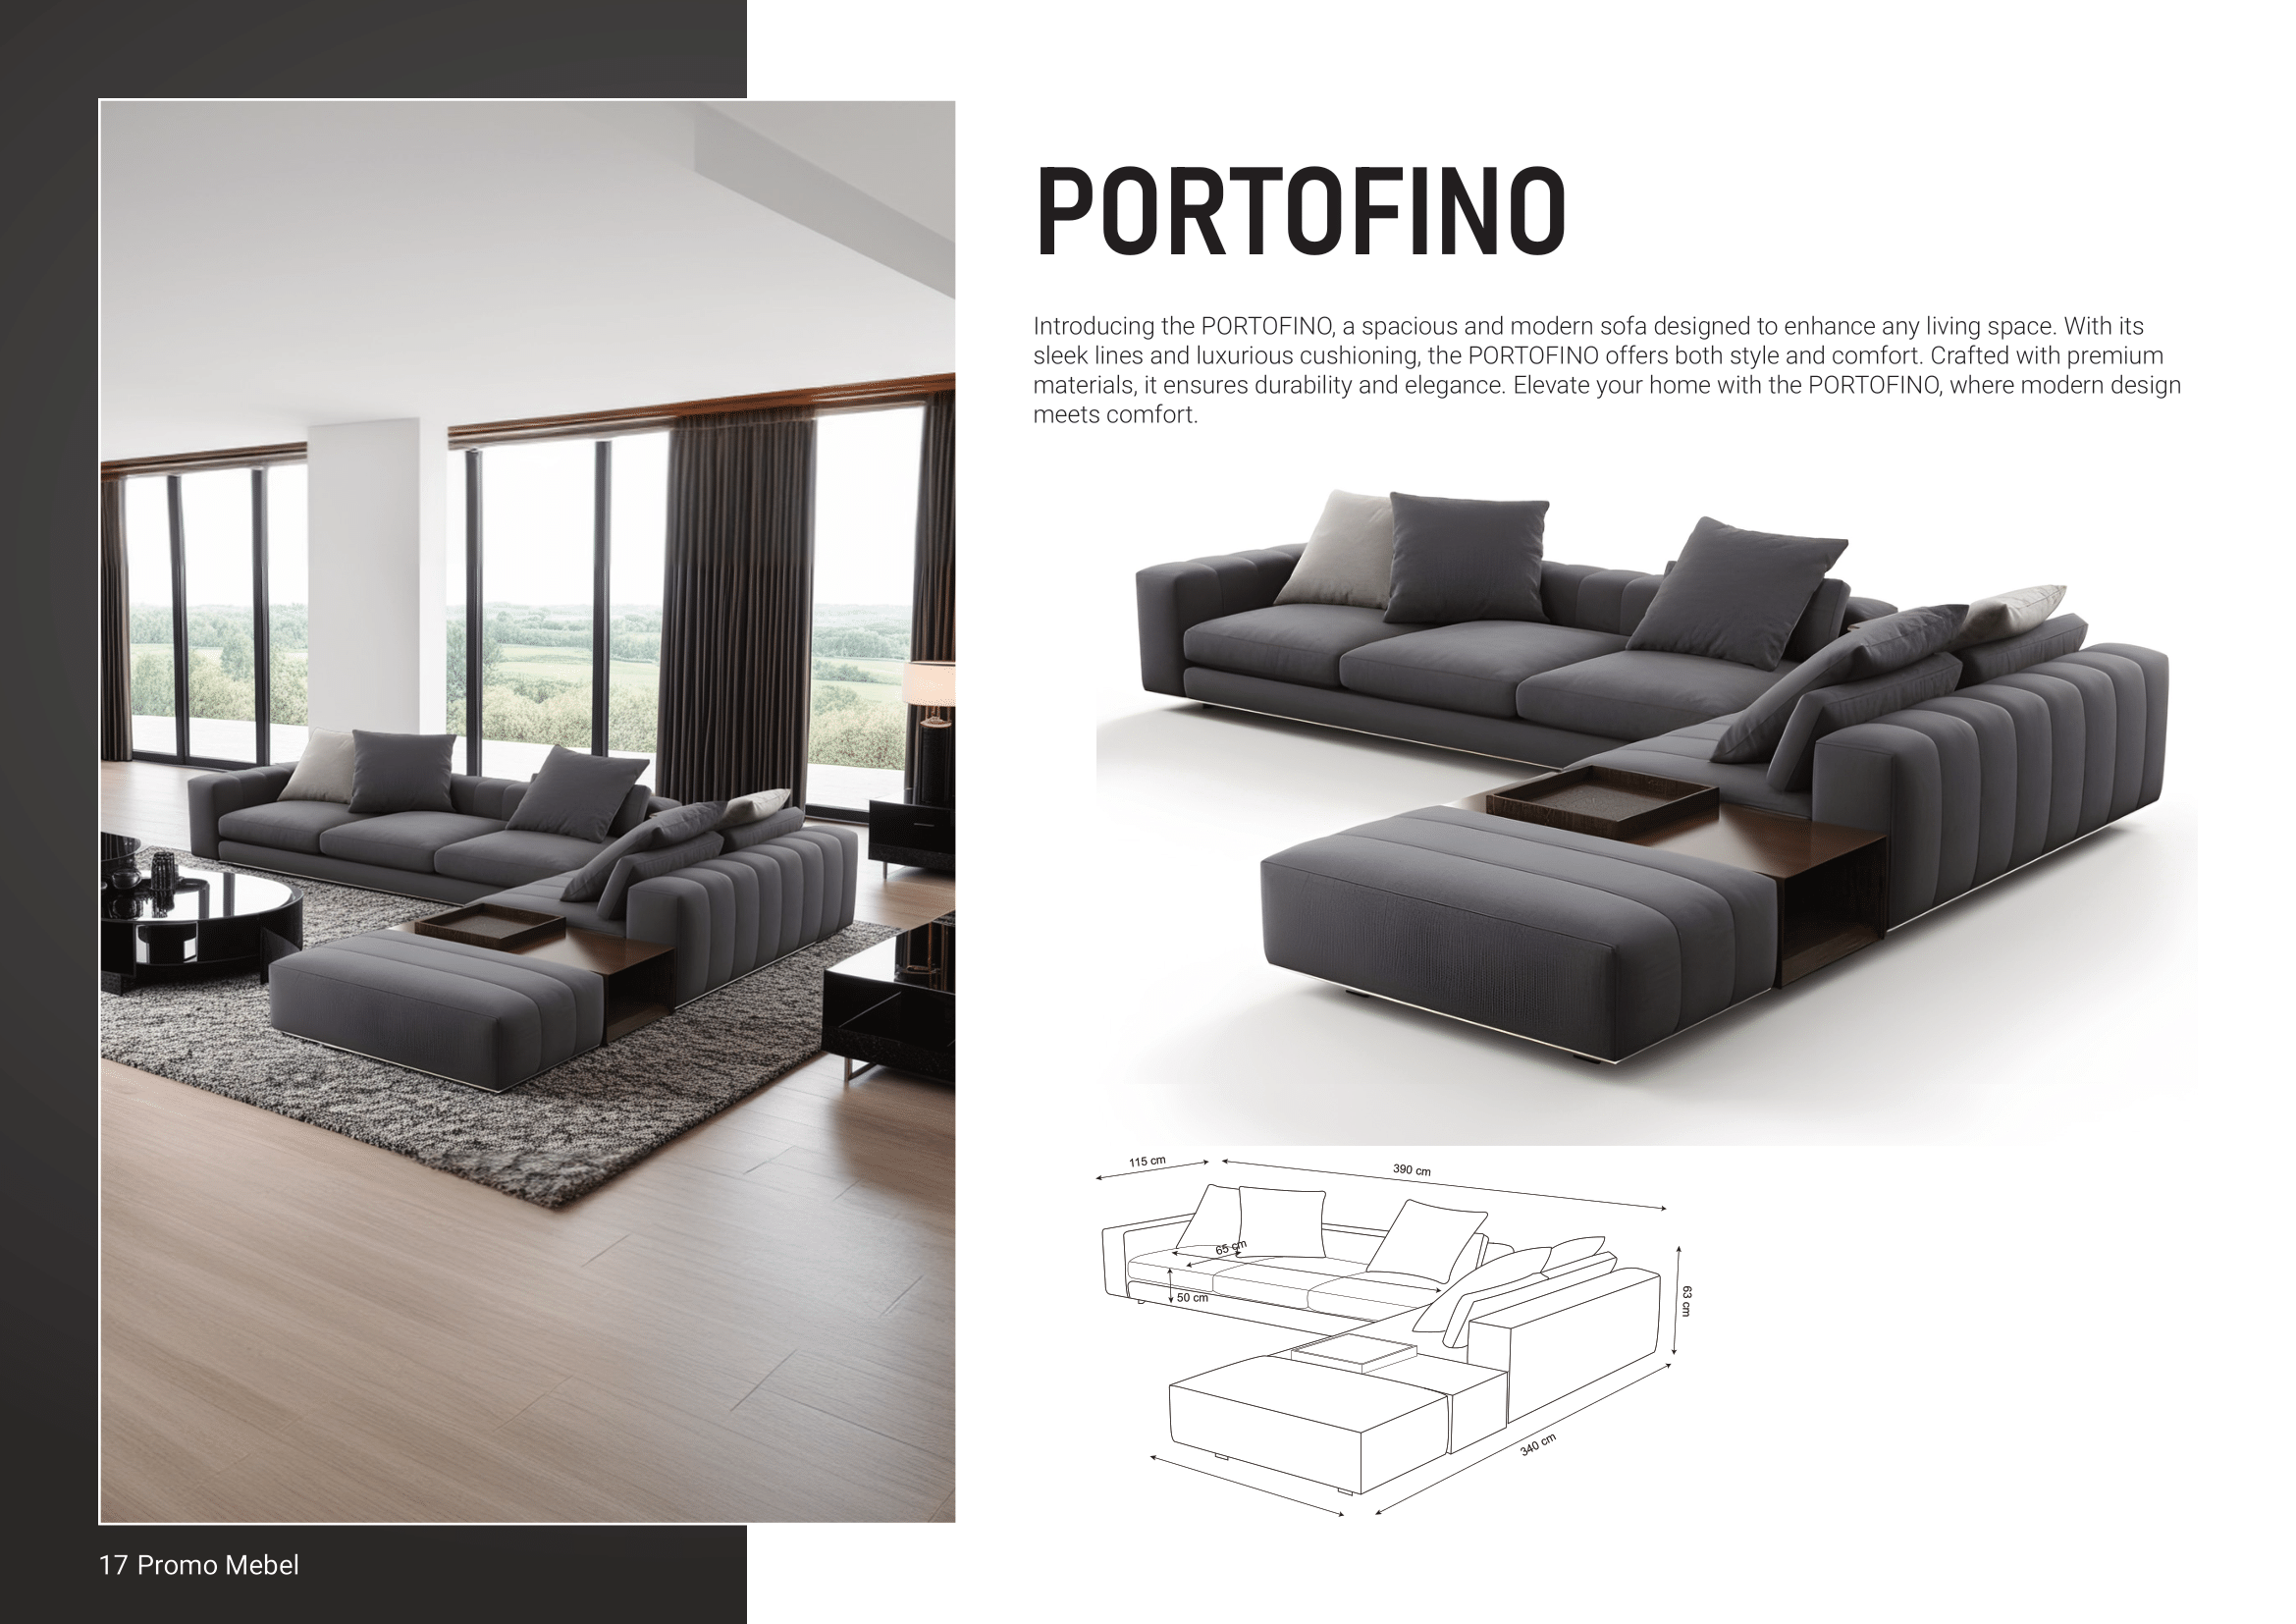 PORTOFINO
Introducing the PORTOFINO, a spacious and modern sofa designed to enhance any living space. With its
sleek lines and luxurious cushioning, the PORTOFINO offers both style and comfort. Crafted with premium
materials, it ensures durability and elegance. Elevate your home with the PORTOFINO, where modern design
meets comfort.
115 cm
390 cm
65 cm
50 cm
63 cm
340 cm
17 Promo Mebel